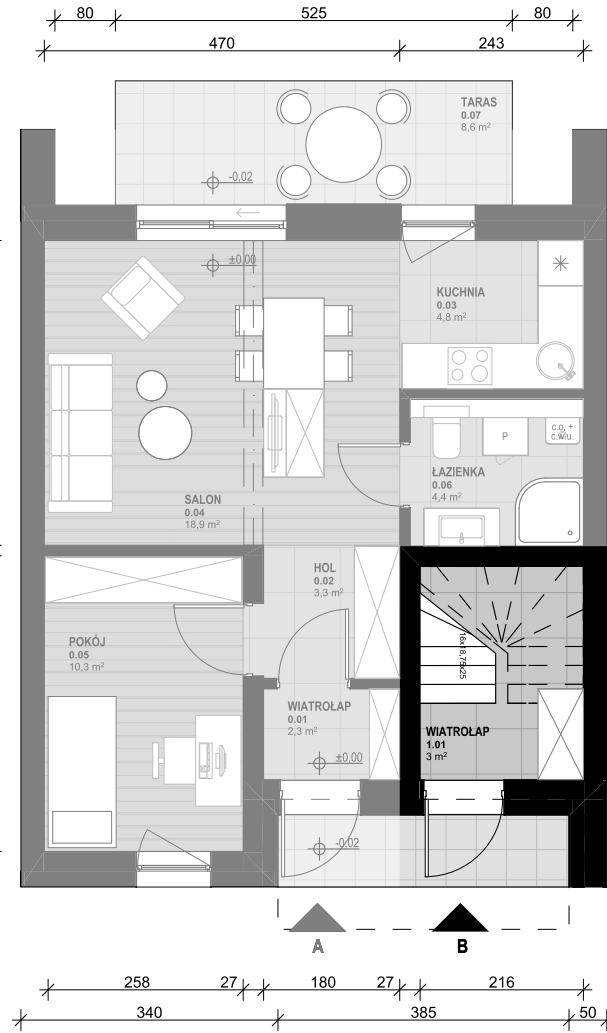 80 525 80
470 243
TARAS
0.07
8,6 m²
-0,02
±0,00
KUCHNIA
0.03
4,8 m²
P
c.o. +
c.w.u.
ŁAZIENKA
0.06
4,4 m²
SALON
0.04
18,9 m²
HOL
0.02
3,3 m²
16x18,75x25
POKÓJ
0.05
10,3 m²
WIATROŁAP
0.01
2,3 m²
WIATROŁAP
1.01
3 m²
±0,00
-0,02
A B
258 27 180 27 216
340 385 50